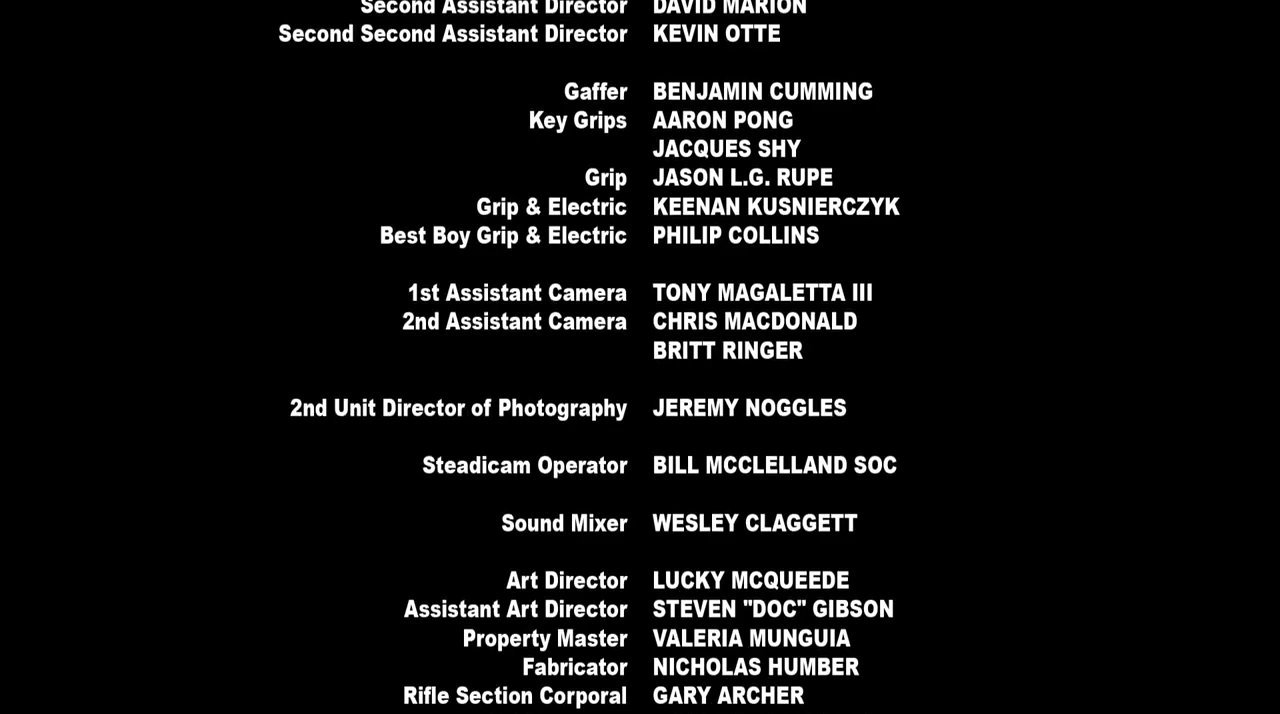 Second Assistant Director DAVID MARION
Second Second Assistant Director KEVIN OTTE
Gaffer BENJAMIN CUMMING
Key Grips AARON PONG
JACQUES SHY
Grip JASON L.G. RUPE
Grip & Electric KEENAN KUSNIERCZYK
Best Boy Grip & Electric PHILIP COLLINS
1st Assistant Camera TONY MAGALETTA III
2nd Assistant Camera CHRIS MACDONALD
BRITT RINGER
2nd Unit Director of Photography JEREMY NOGGLES
Steadicam Operator BILL MCCLELLAND SOC
Sound Mixer WESLEY CLAGGETT
Art Director LUCKY MCQUEEDE
Assistant Art Director STEVEN "DOC" GIBSON
Property Master VALERIA MUNGUIA
Fabricator NICHOLAS HUMBER
Rifle Section Corporal GARY ARCHER